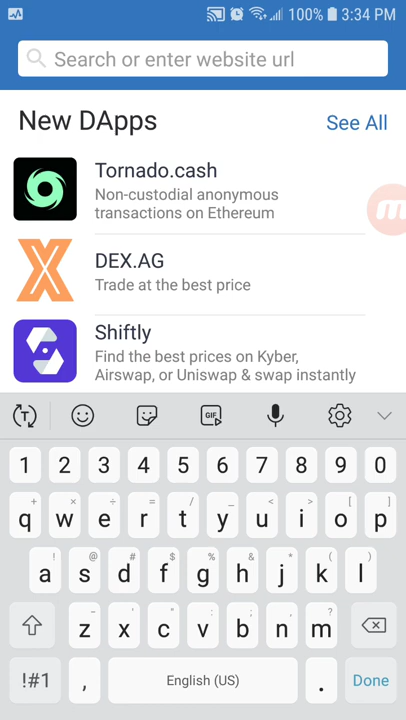 100% 3:34 PM
Search or enter website url
New DApps
See All
Tornado.cash
Non-custodial anonymous
transactions on Ethereum
DEX.AG
Trade at the best price
Shiftly
Find the best prices on Kyber,
Airswap, or Uniswap & swap instantly
T GIF
1 2 3 4 5 6 7 8 9 0
+ × ÷ = / _ < > [ ]
q w e r t y u i o p
! @ # $ % & * ( )
a s d f g h j k l
- ' " : ; , ?
z x c v b n m
!#1 , English (US) . Done